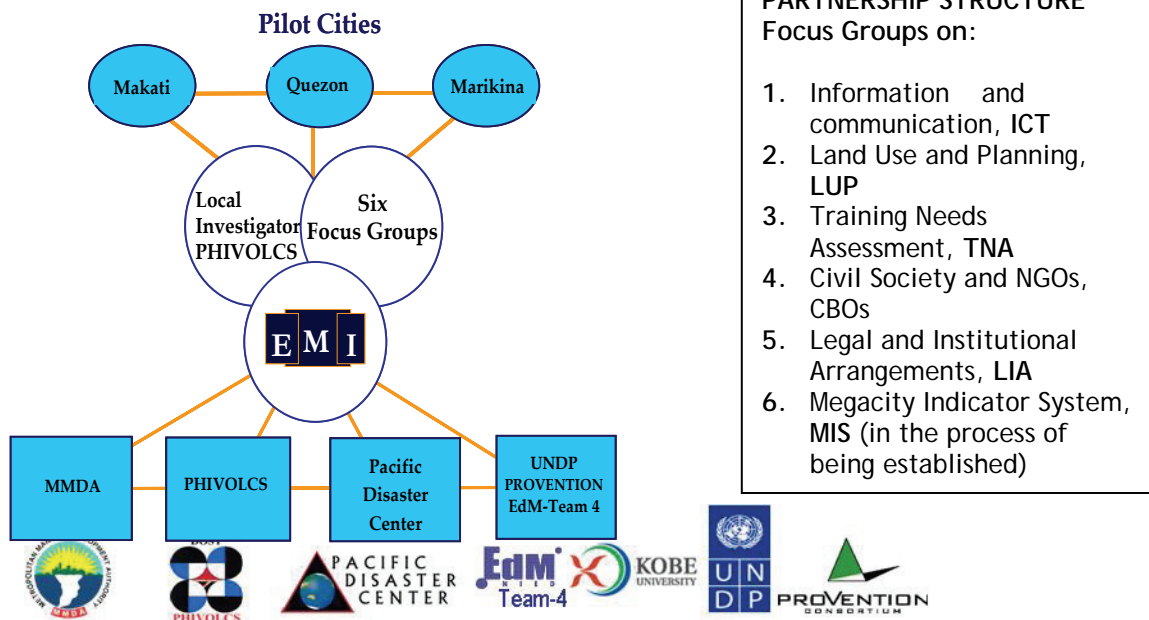 Pilot Cities
Makati
Quezon
Marikina
Local
Investigator
PHIVOLCS
Six
Focus Groups
E M I
MMDA
PHIVOLCS
Pacific
Disaster
Center
UNDP
PROVENTION
EdM-Team 4
METROPOLITAN
AUTHORITY
MMDA
DOST
PHIVOLCS
PACIFIC
DISASTER
CENTER
EdM
NIED
Team-4
KOBE
UNIVERSITY
U N
D P
PROVENTION
CONSORTIUM
PARTNERSHIP STRUCTURE
Focus Groups on:
1. Information and
communication, ICT
2. Land Use and Planning,
LUP
3. Training Needs
Assessment, TNA
4. Civil Society and NGOs,
CBOs
5. Legal and Institutional
Arrangements, LIA
6. Megacity Indicator System,
MIS (in the process of
being established)